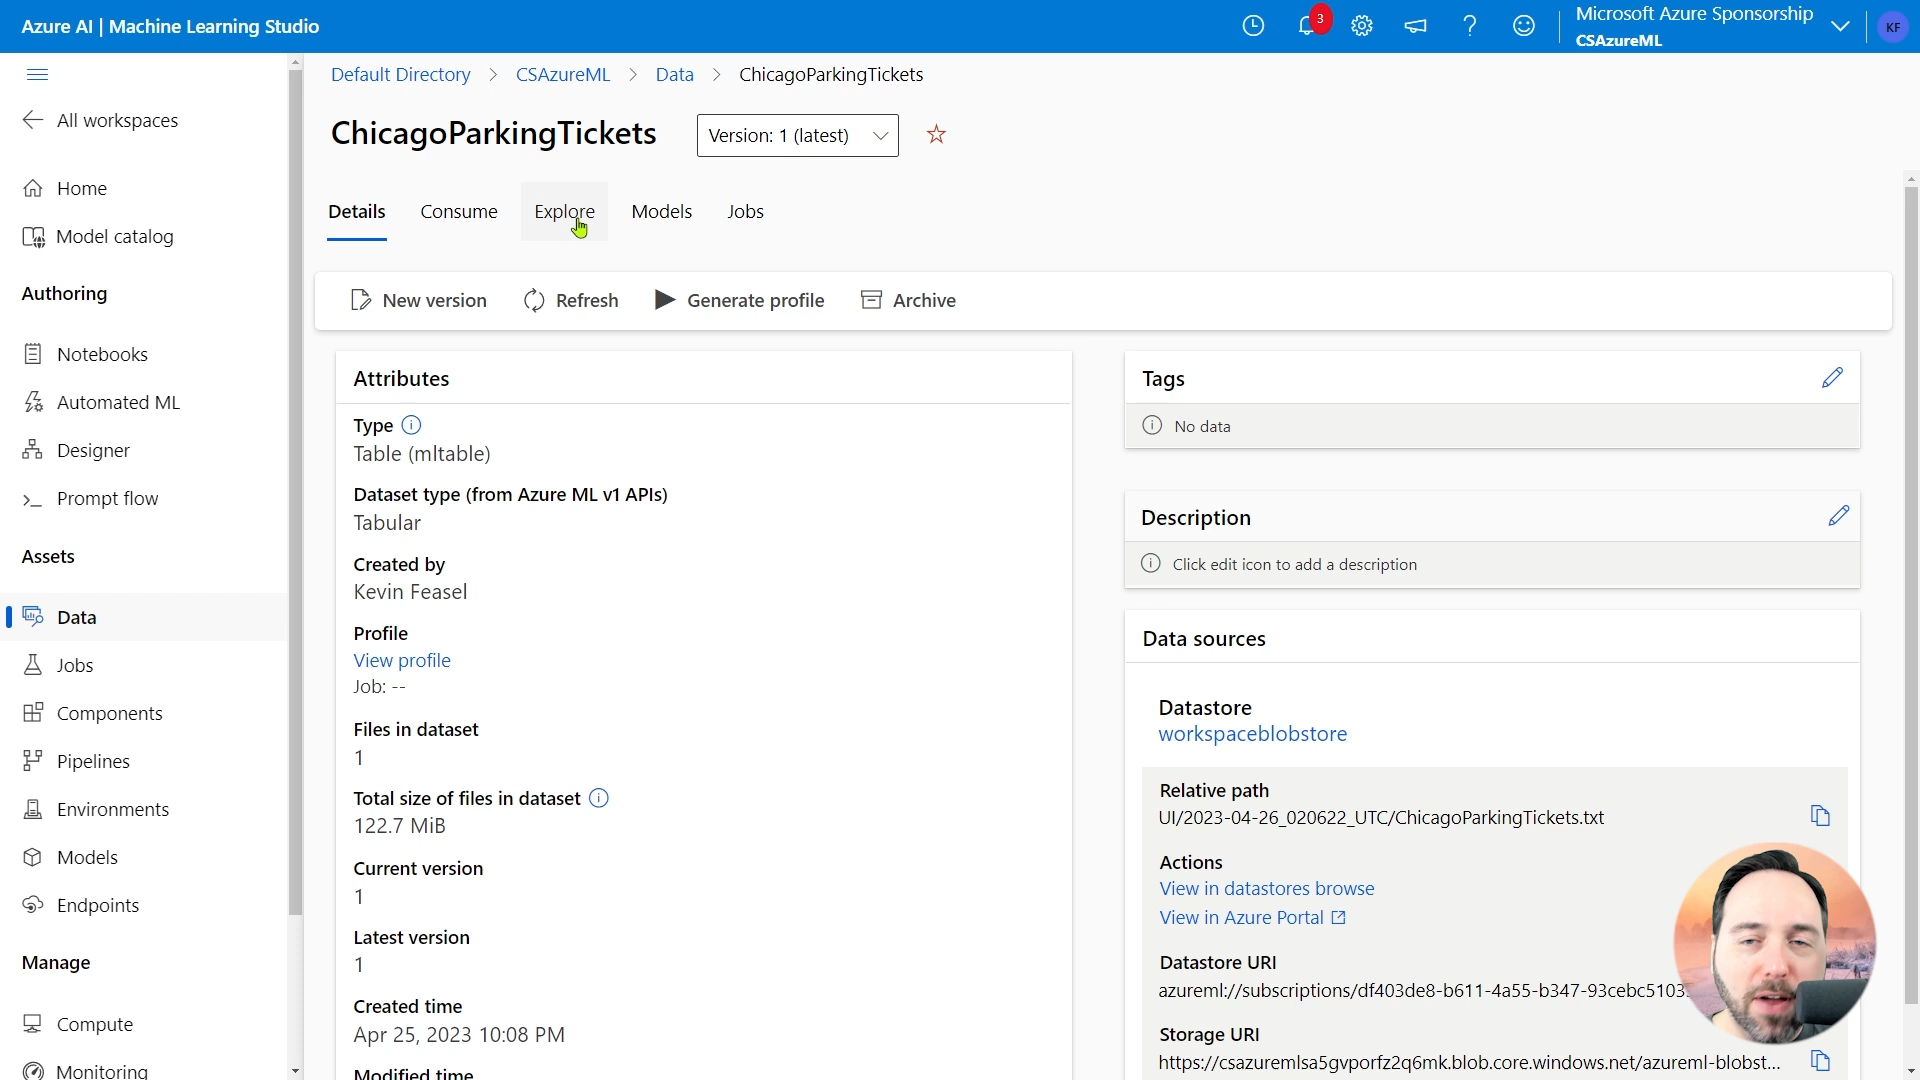 Azure AI | Machine Learning Studio
3
Microsoft Azure Sponsorship
CSAzureML
KF
All workspaces
Home
Model catalog
Authoring
Notebooks
Automated ML
Designer
Prompt flow
Assets
Data
Jobs
Components
Pipelines
Environments
Models
Endpoints
Manage
Compute
Monitoring
Default Directory > CSAzureML > Data > ChicagoParkingTickets
ChicagoParkingTickets
Version: 1 (latest)
Details Consume Explore Models Jobs
New version Refresh Generate profile Archive
Attributes
Type
Table (mltable)
Dataset type (from Azure ML v1 APIs)
Tabular
Created by
Kevin Feasel
Profile
View profile
Job: --
Files in dataset
1
Total size of files in dataset
122.7 MiB
Current version
1
Latest version
1
Created time
Apr 25, 2023 10:08 PM
Modified time
Tags
No data
Description
Click edit icon to add a description
Data sources
Datastore
workspaceblobstore
Relative path
UI/2023-04-26_020622_UTC/ChicagoParkingTickets.txt
Actions
View in datastores browse
View in Azure Portal
Datastore URI
azureml://subscriptions/df403de8-b611-4a55-b347-93cebc5103
Storage URI
https://csazuremlsa5gvporfz2q6mk.blob.core.windows.net/azureml-blobst...